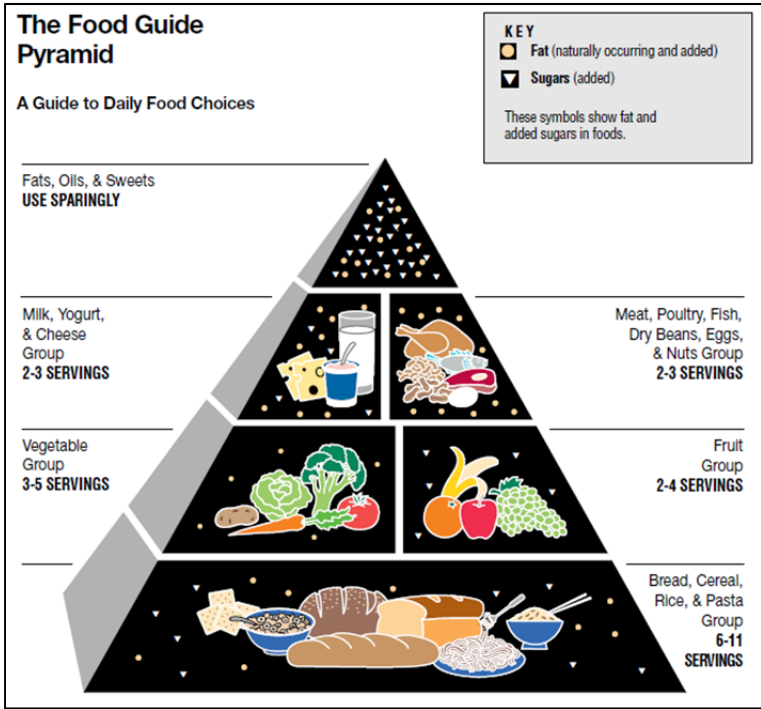 The Food Guide
Pyramid
A Guide to Daily Food Choices
KEY
Fat (naturally occurring and added)
Sugars (added)
These symbols show fat and
added sugars in foods.
Fats, Oils, & Sweets
USE SPARINGLY
Milk, Yogurt,
& Cheese
Group
2-3 SERVINGS
Meat, Poultry, Fish,
Dry Beans, Eggs,
& Nuts Group
2-3 SERVINGS
Vegetable
Group
3-5 SERVINGS
Fruit
Group
2-4 SERVINGS
Bread, Cereal,
Rice, & Pasta
Group
6-11
SERVINGS